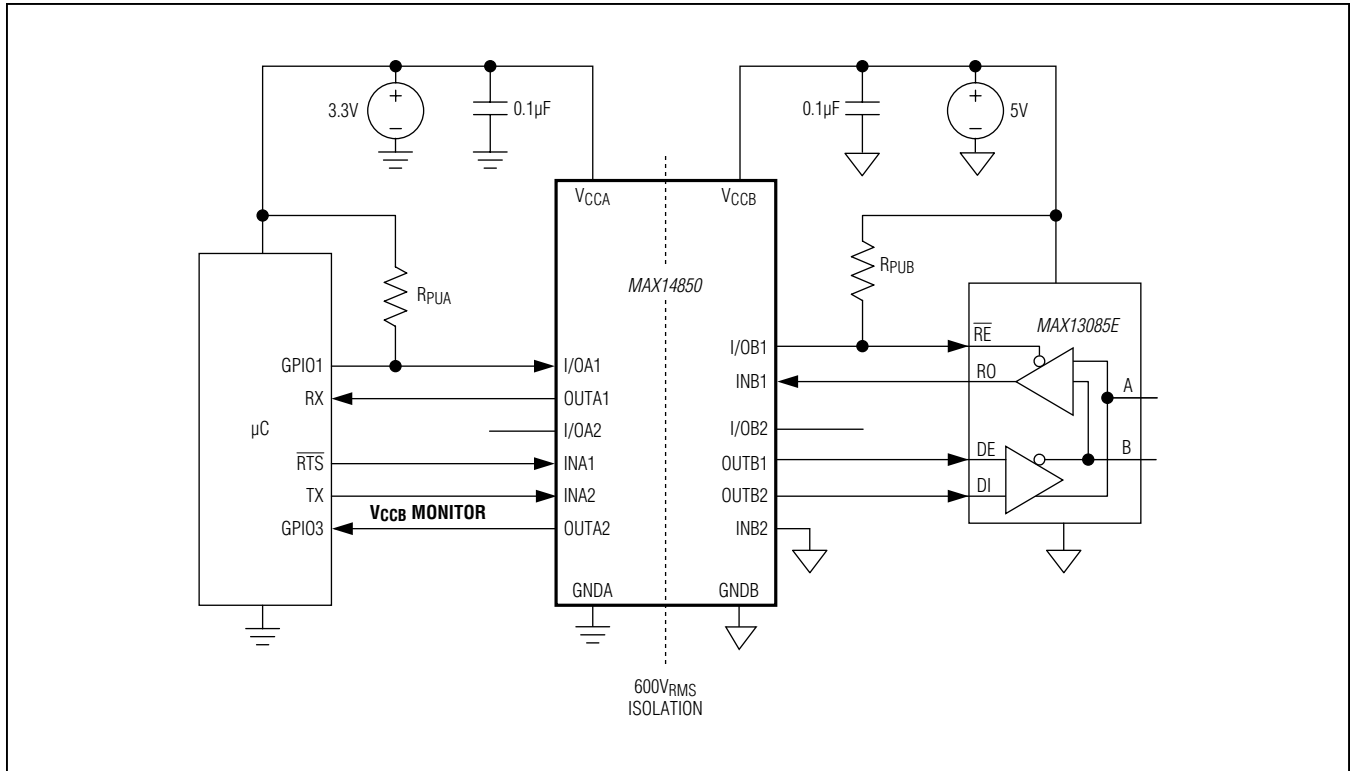 3.3V
0.1µF
0.1µF
5V
VCCA
VCCB
RPUA
MAX14850
RPUB
MAX13085E
µC
GPIO1
RX
RTS
TX
GPIO3
VCCB MONITOR
I/OA1
OUTA1
I/OA2
INA1
INA2
OUTA2
GNDA
I/OB1
INB1
I/OB2
OUTB1
OUTB2
INB2
GNDB
RE
RO
DE
DI
A
B
600VRMS
ISOLATION